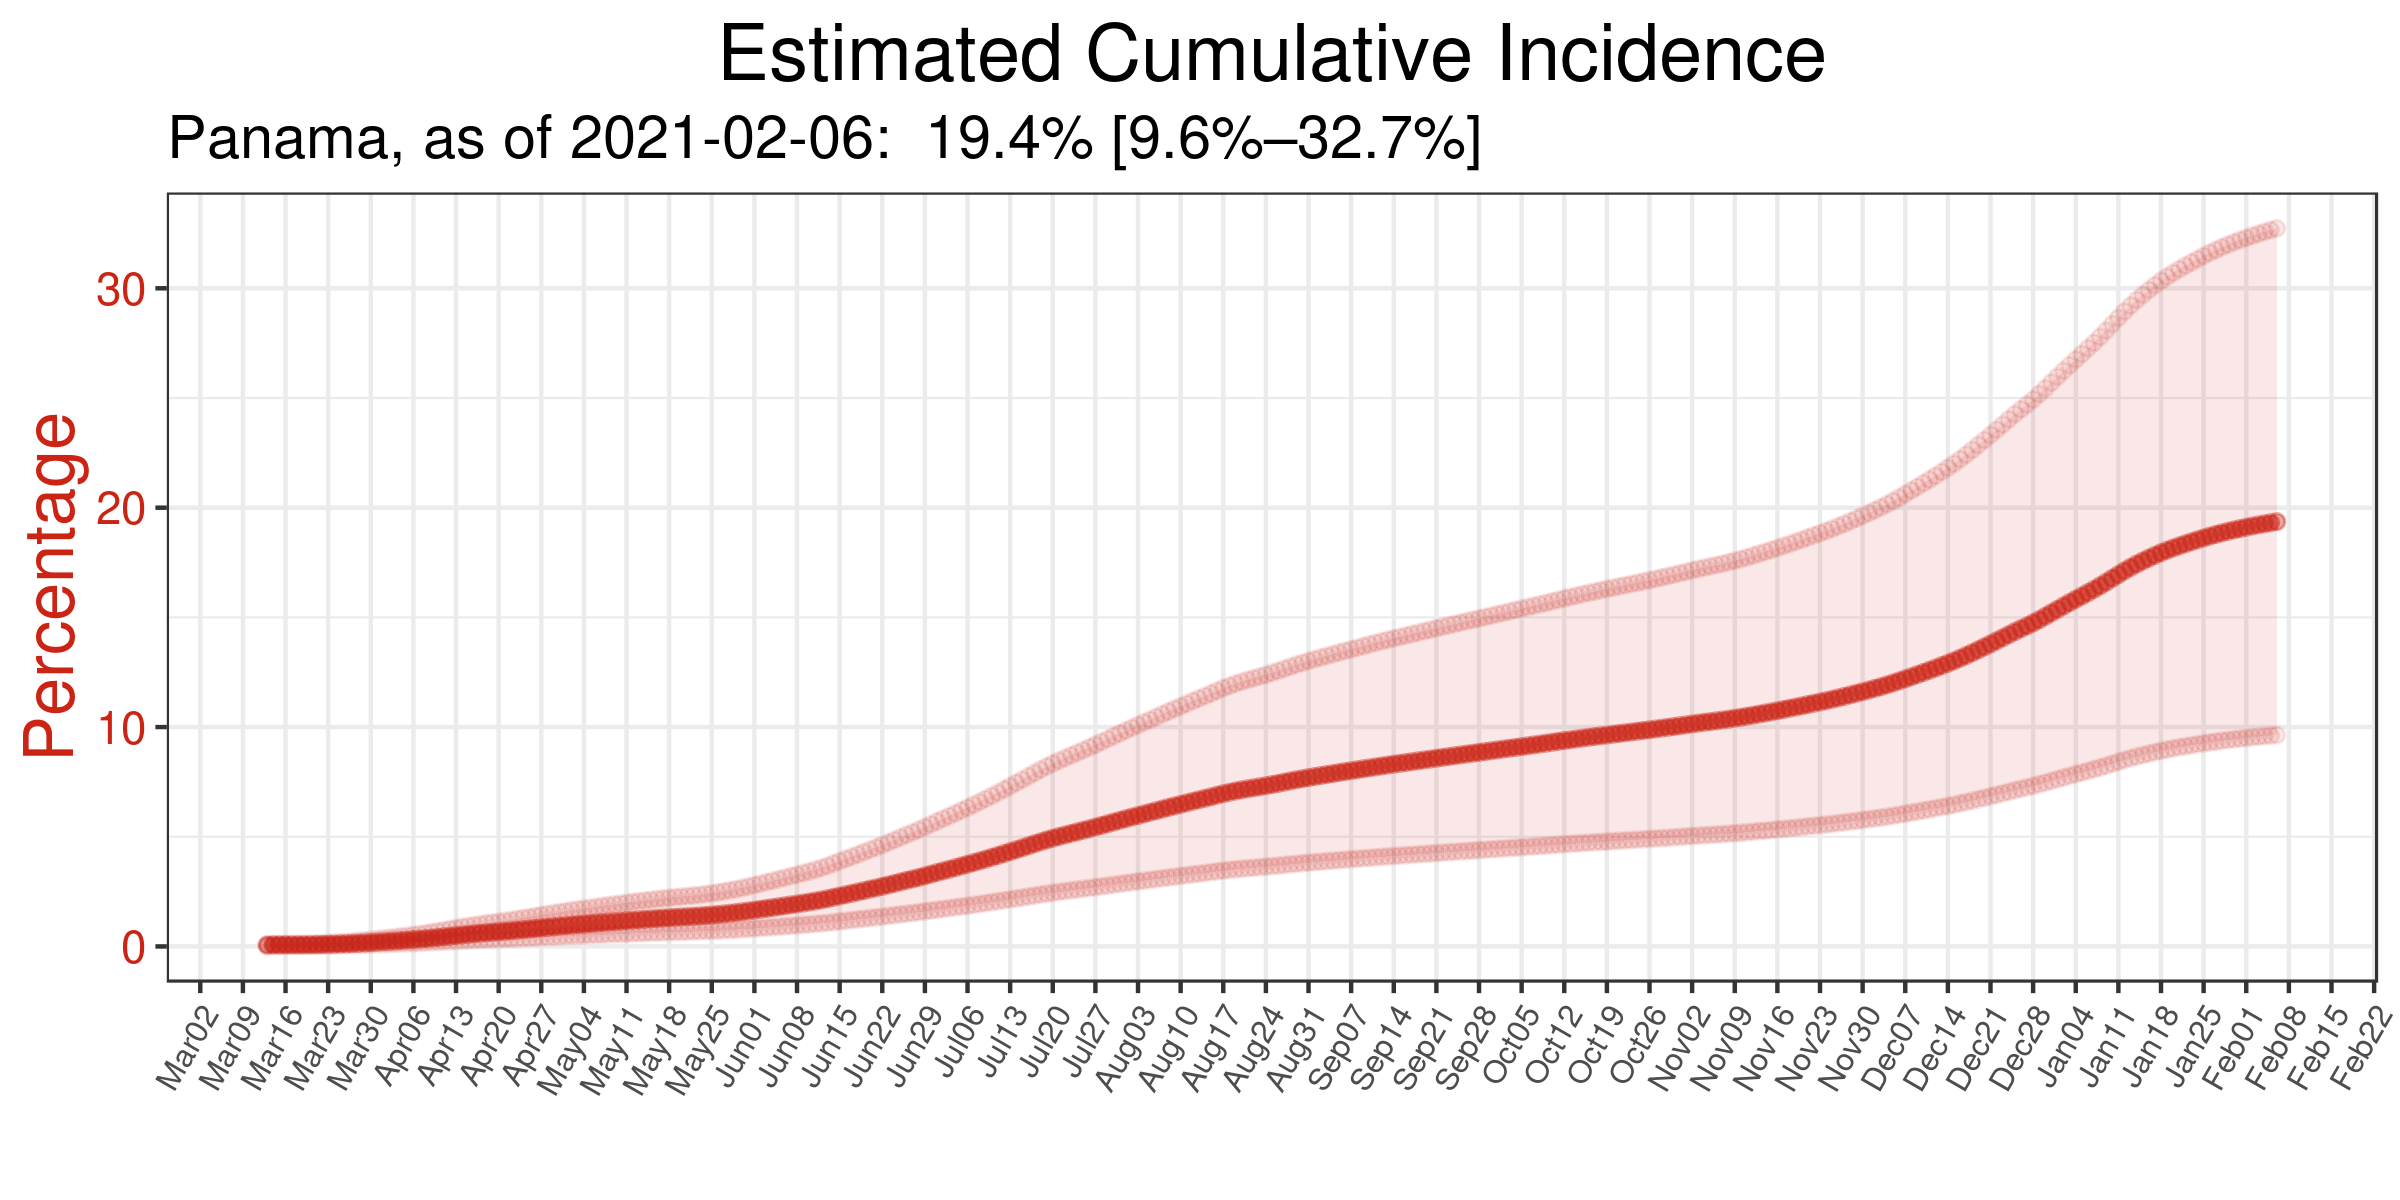 Estimated Cumulative Incidence
Panama, as of 2021-02-06:  19.4% [9.6%–32.7%]
Percentage
30
20
10
0
Mar02 Mar09 Mar16 Mar23 Mar30 Apr06 Apr13 Apr20 Apr27 May04 May11 May18 May25 Jun01 Jun08 Jun15 Jun22 Jun29 Jul06 Jul13 Jul20 Jul27 Aug03 Aug10 Aug17 Aug24 Aug31 Sep07 Sep14 Sep21 Sep28 Oct05 Oct12 Oct19 Oct26 Nov02 Nov09 Nov16 Nov23 Nov30 Dec07 Dec14 Dec21 Dec28 Jan04 Jan11 Jan18 Jan25 Feb01 Feb08 Feb15 Feb22